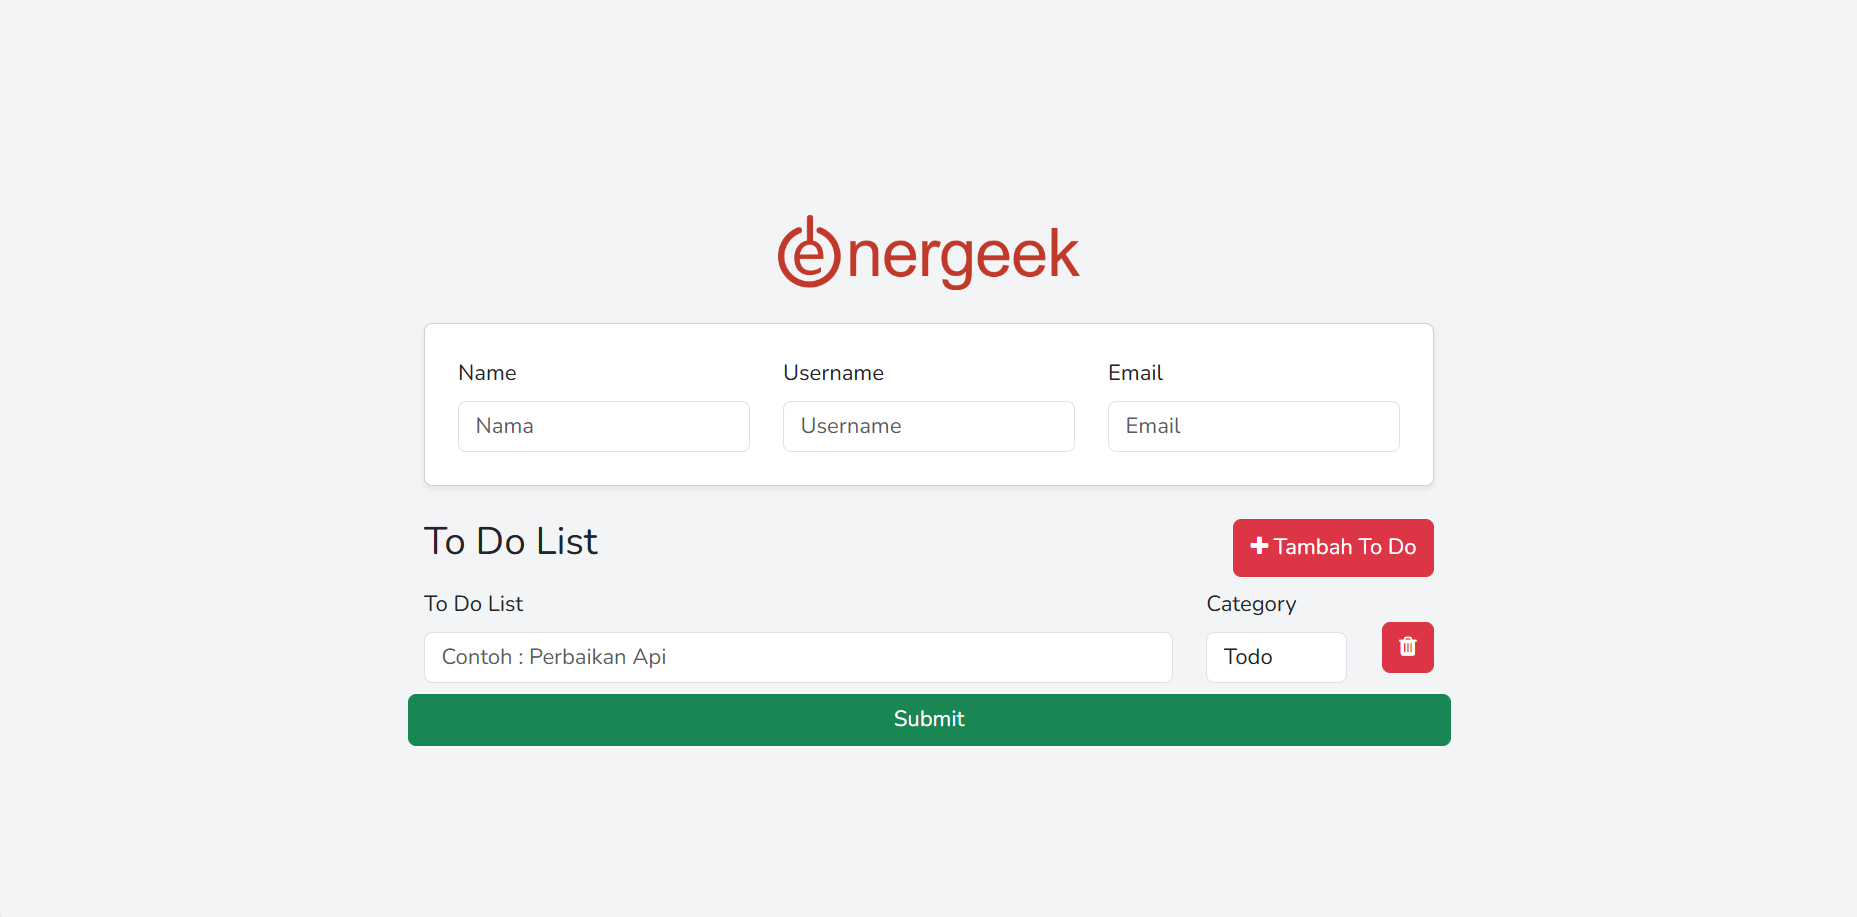 energeek
Name Username Email
Nama Username Email
To Do List Tambah To Do
To Do List Category
Contoh : Perbaikan Api Todo
Submit